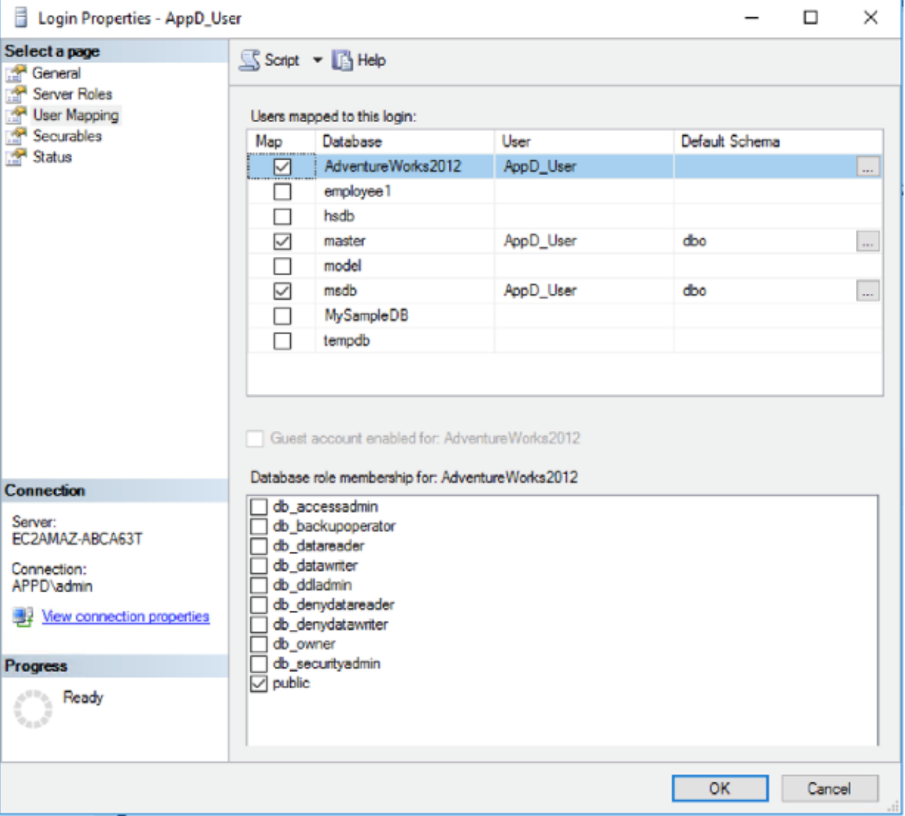 Login Properties - AppD_User
Select a page
General
Server Roles
User Mapping
Securables
Status
Script Help
Users mapped to this login:
Map Database User Default Schema
AdventureWorks2012 AppD_User ...
employee1
hsdb
master AppD_User dbo ...
model
msdb AppD_User dbo ...
MySampleDB
tempdb
Guest account enabled for: AdventureWorks2012
Database role membership for: AdventureWorks2012
db_accessadmin
db_backupoperator
db_datareader
db_datawriter
db_ddladmin
db_denydatareader
db_denydatawriter
db_owner
db_securityadmin
public
Connection
Server:
EC2AMAZ-ABCA63T
Connection:
APPD\admin
View connection properties
Progress
Ready
OK Cancel